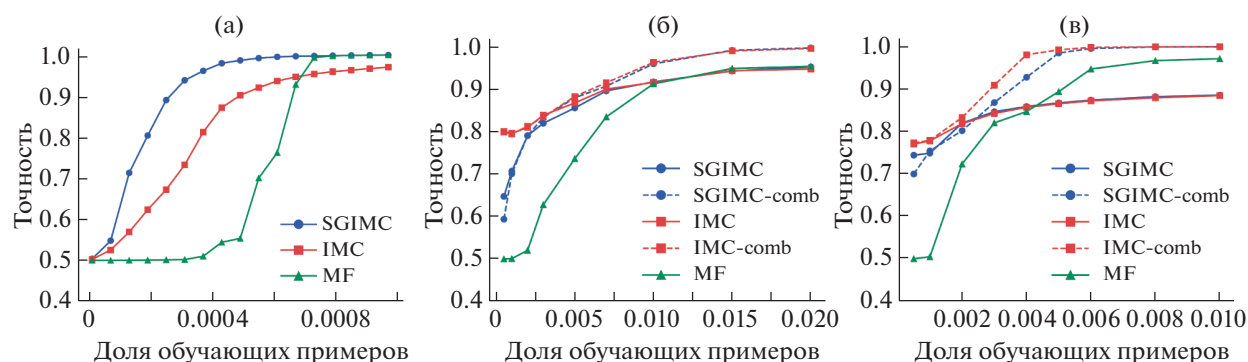 (а)
Точность
1.0
0.9
0.8
0.7
0.6
0.5
0.4
0
0.0004
0.0008
Доля обучающих примеров
SGIMC
IMC
MF
(б)
Точность
1.0
0.9
0.8
0.7
0.6
0.5
0.4
0
0.005
0.010
0.015
0.020
Доля обучающих примеров
SGIMC
SGIMC-comb
IMC
IMC-comb
MF
(в)
Точность
1.0
0.9
0.8
0.7
0.6
0.5
0.4
0.002
0.004
0.006
0.008
0.010
Доля обучающих примеров
SGIMC
SGIMC-comb
IMC
IMC-comb
MF